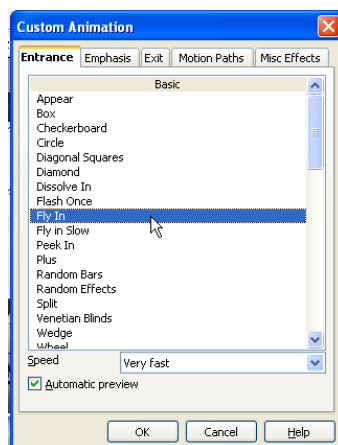 Custom Animation
Entrance Emphasis Exit Motion Paths Misc Effects
Basic
Appear
Box
Checkerboard
Circle
Diagonal Squares
Diamond
Dissolve In
Flash Once
Fly In
Fly in Slow
Peek In
Plus
Random Bars
Random Effects
Split
Venetian Blinds
Wedge
Wheel
Speed Very fast
Automatic preview
OK Cancel Help